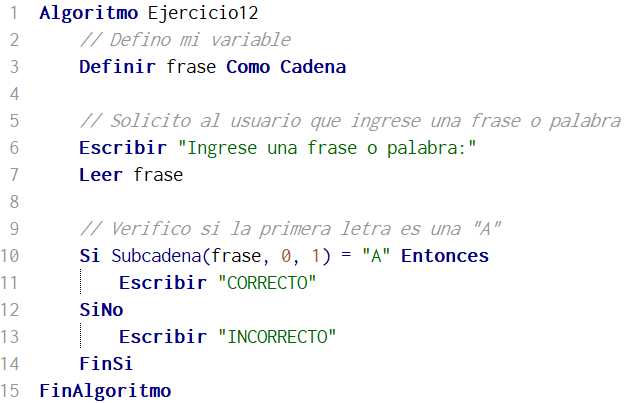 1 Algoritmo Ejercicio12
2 // Defino mi variable
3 Definir frase Como Cadena
4
5 // Solicito al usuario que ingrese una frase o palabra
6 Escribir "Ingrese una frase o palabra:"
7 Leer frase
8
9 // Verifico si la primera letra es una "A"
10 Si Subcadena(frase, 0, 1) = "A" Entonces
11 Escribir "CORRECTO"
12 SiNo
13 Escribir "INCORRECTO"
14 FinSi
15 FinAlgoritmo